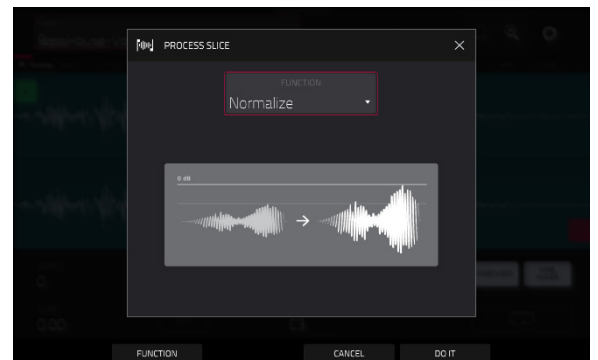 PROCESS SLICE
FUNCTION
Normalize
0 dB
FUNCTION
CANCEL
DO IT